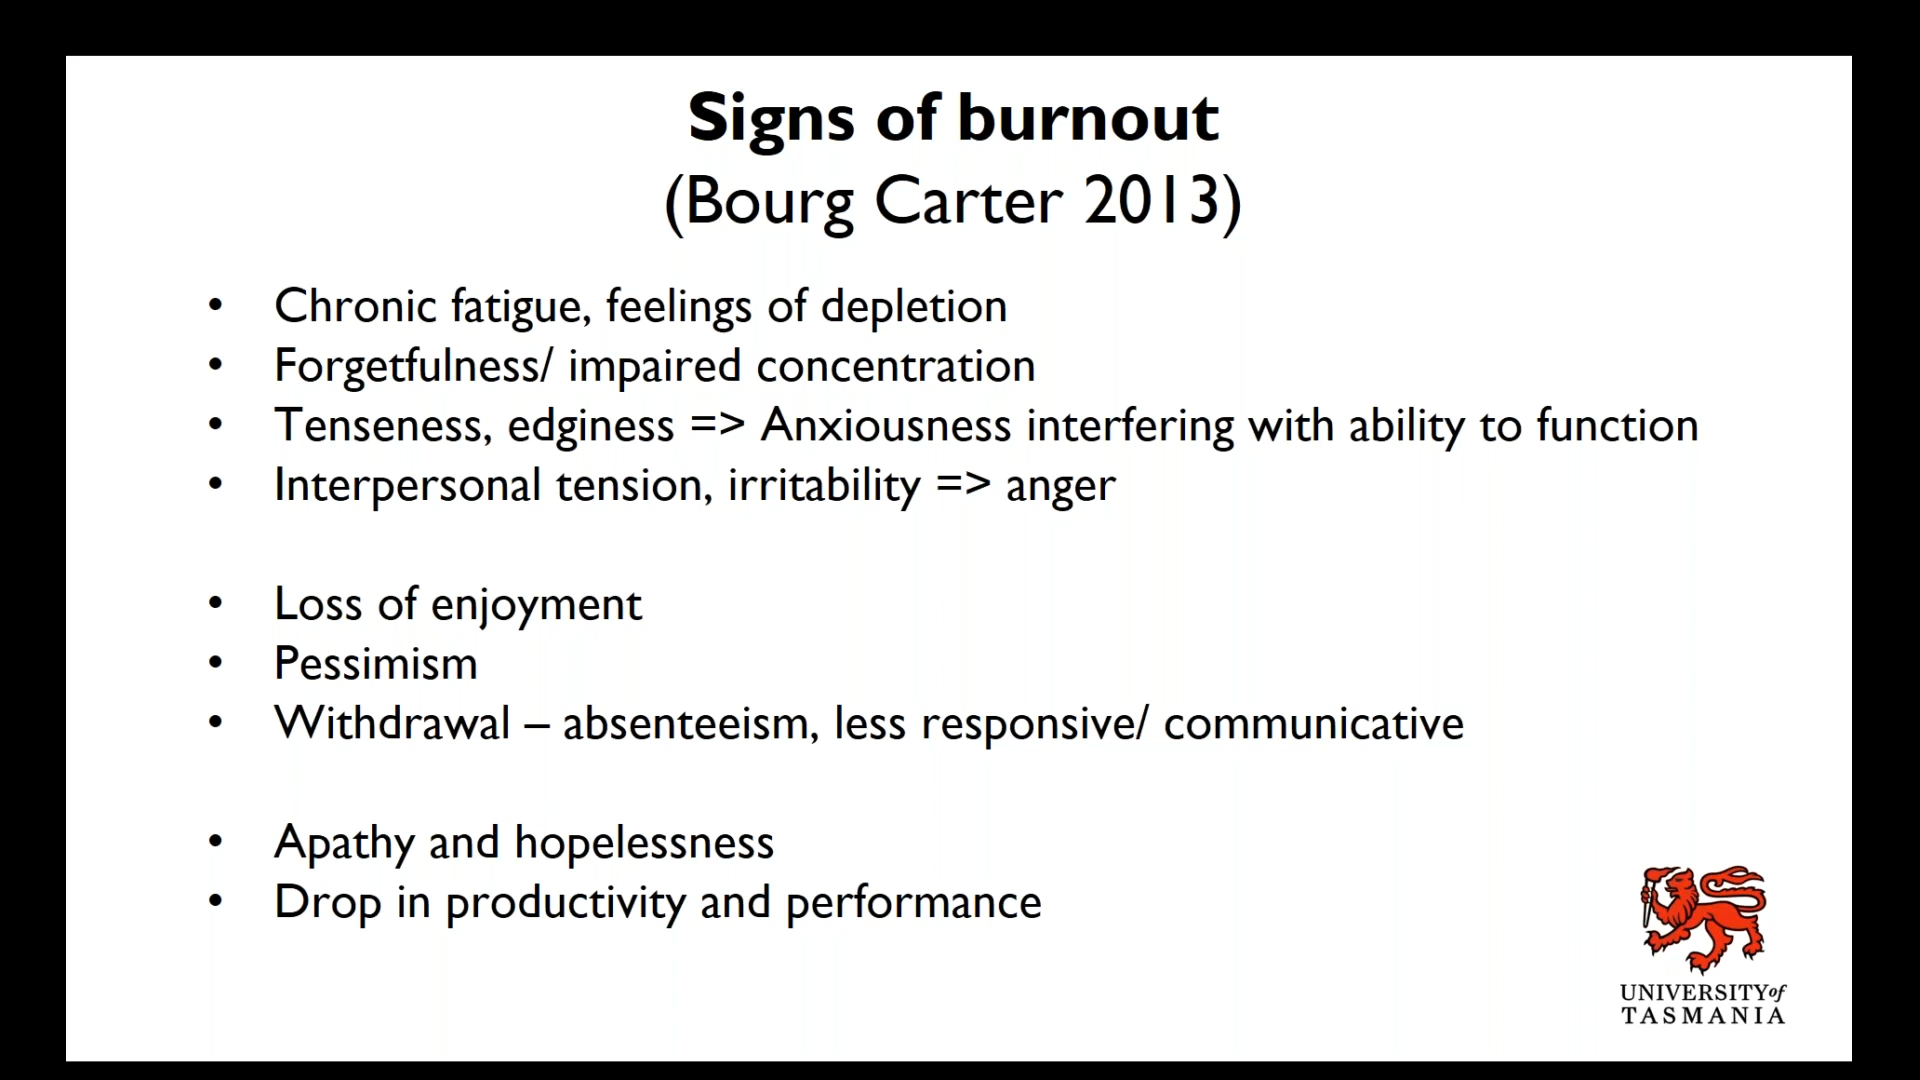 Signs of burnout
(Bourg Carter 2013)
• Chronic fatigue, feelings of depletion
• Forgetfulness/ impaired concentration
• Tenseness, edginess => Anxiousness interfering with ability to function
• Interpersonal tension, irritability => anger
• Loss of enjoyment
• Pessimism
• Withdrawal – absenteeism, less responsive/ communicative
• Apathy and hopelessness
• Drop in productivity and performance
UNIVERSITY of
TASMANIA